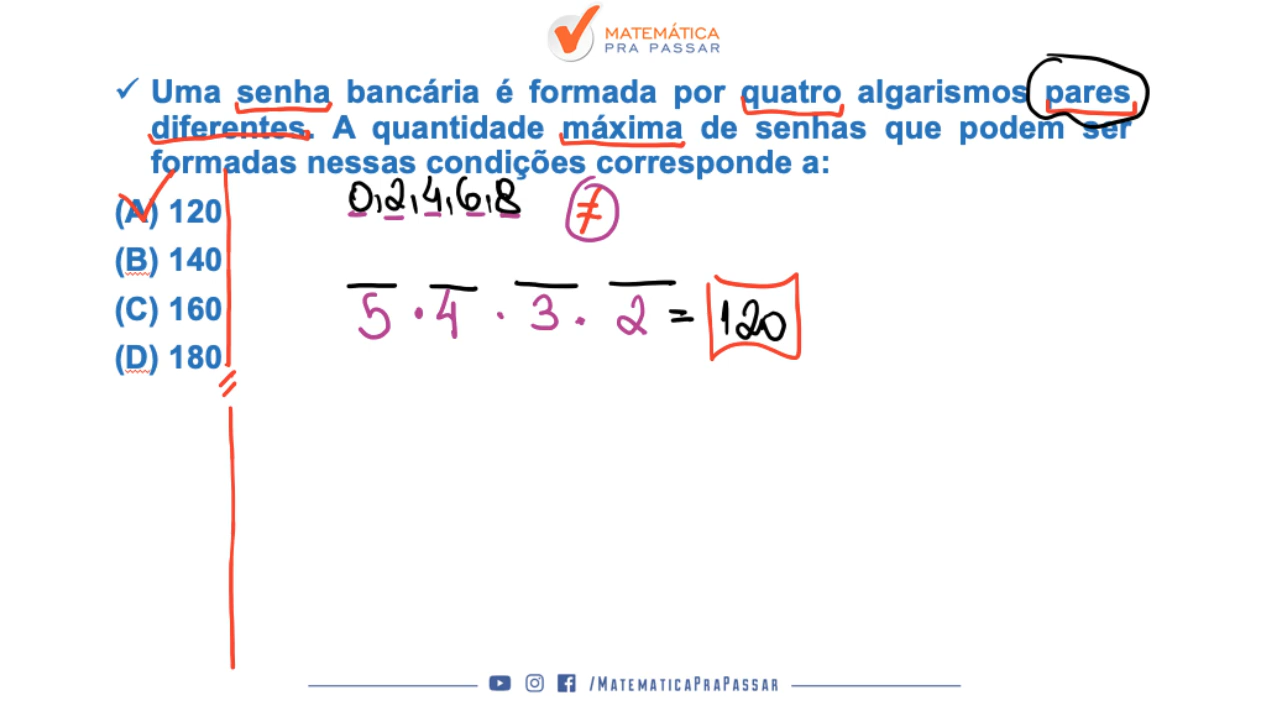 MATEMÁTICA
PRA PASSAR
✓ Uma senha bancária é formada por quatro algarismos pares
diferentes. A quantidade máxima de senhas que podem ser
formadas nessas condições corresponde a:
(A) 120
0,2,4,6,8 ≠
(B) 140
(C) 160
5 · 4 · 3 · 2 = 120
(D) 180
/MATEMATICAPRAPASSAR